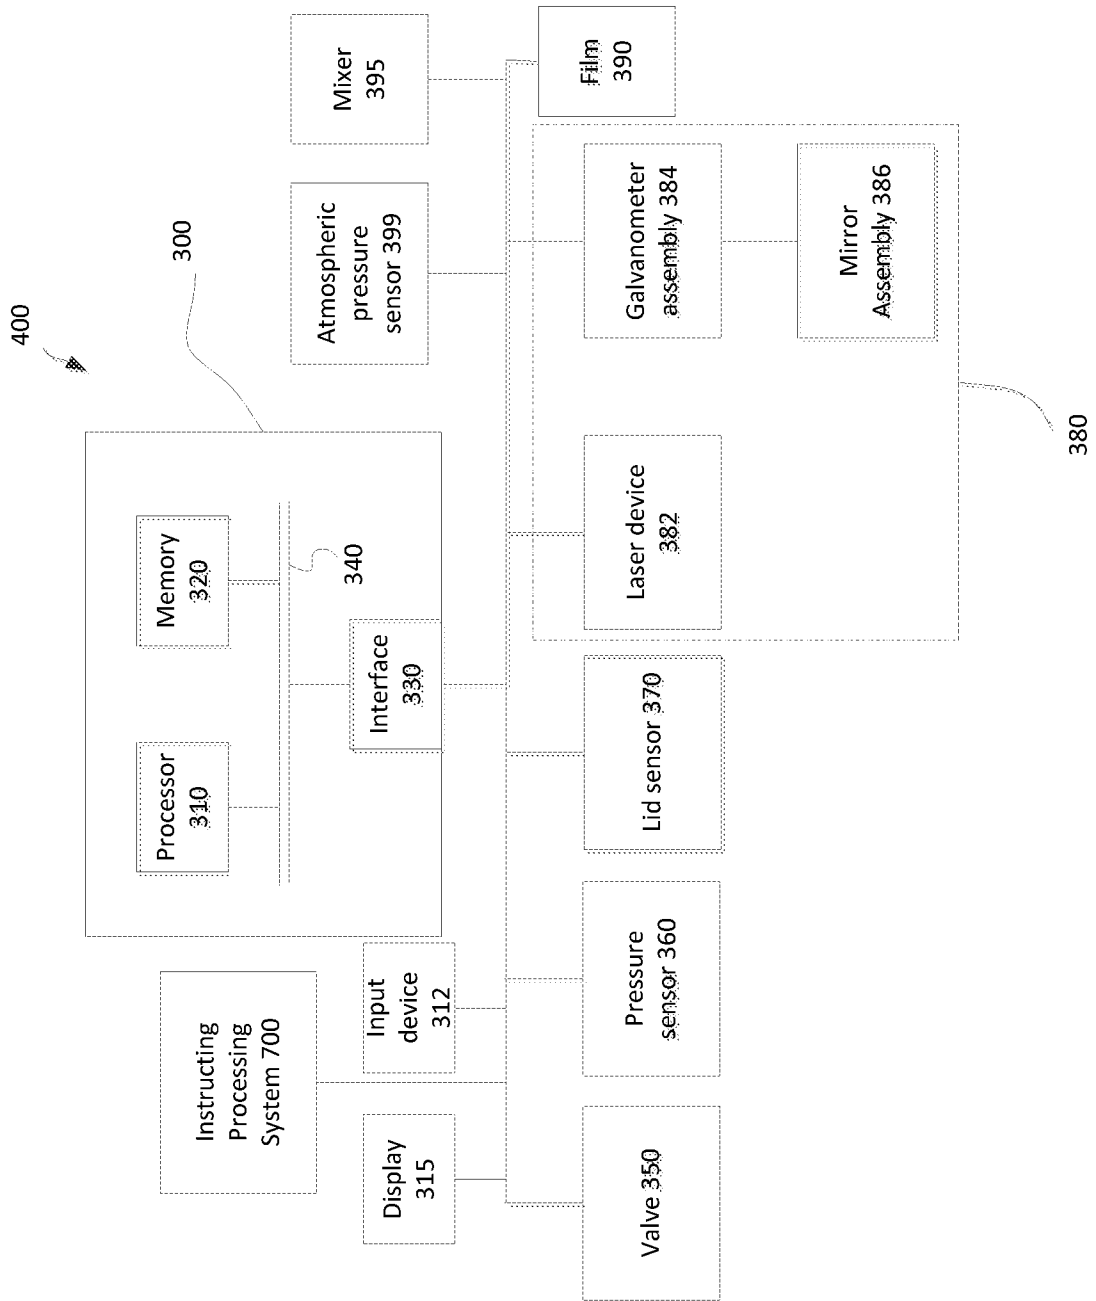 400
300
Instructing
Processing
System 700
Processor
310
Memory
320
340
Interface
330
Display
315
Input
device
312
Atmospheric
pressure
sensor 399
Mixer
395
Valve 350
Pressure
sensor 360
Lid sensor 370
Laser device
382
Galvanometer
assembly 384
Film
390
Mirror
Assembly 386
380